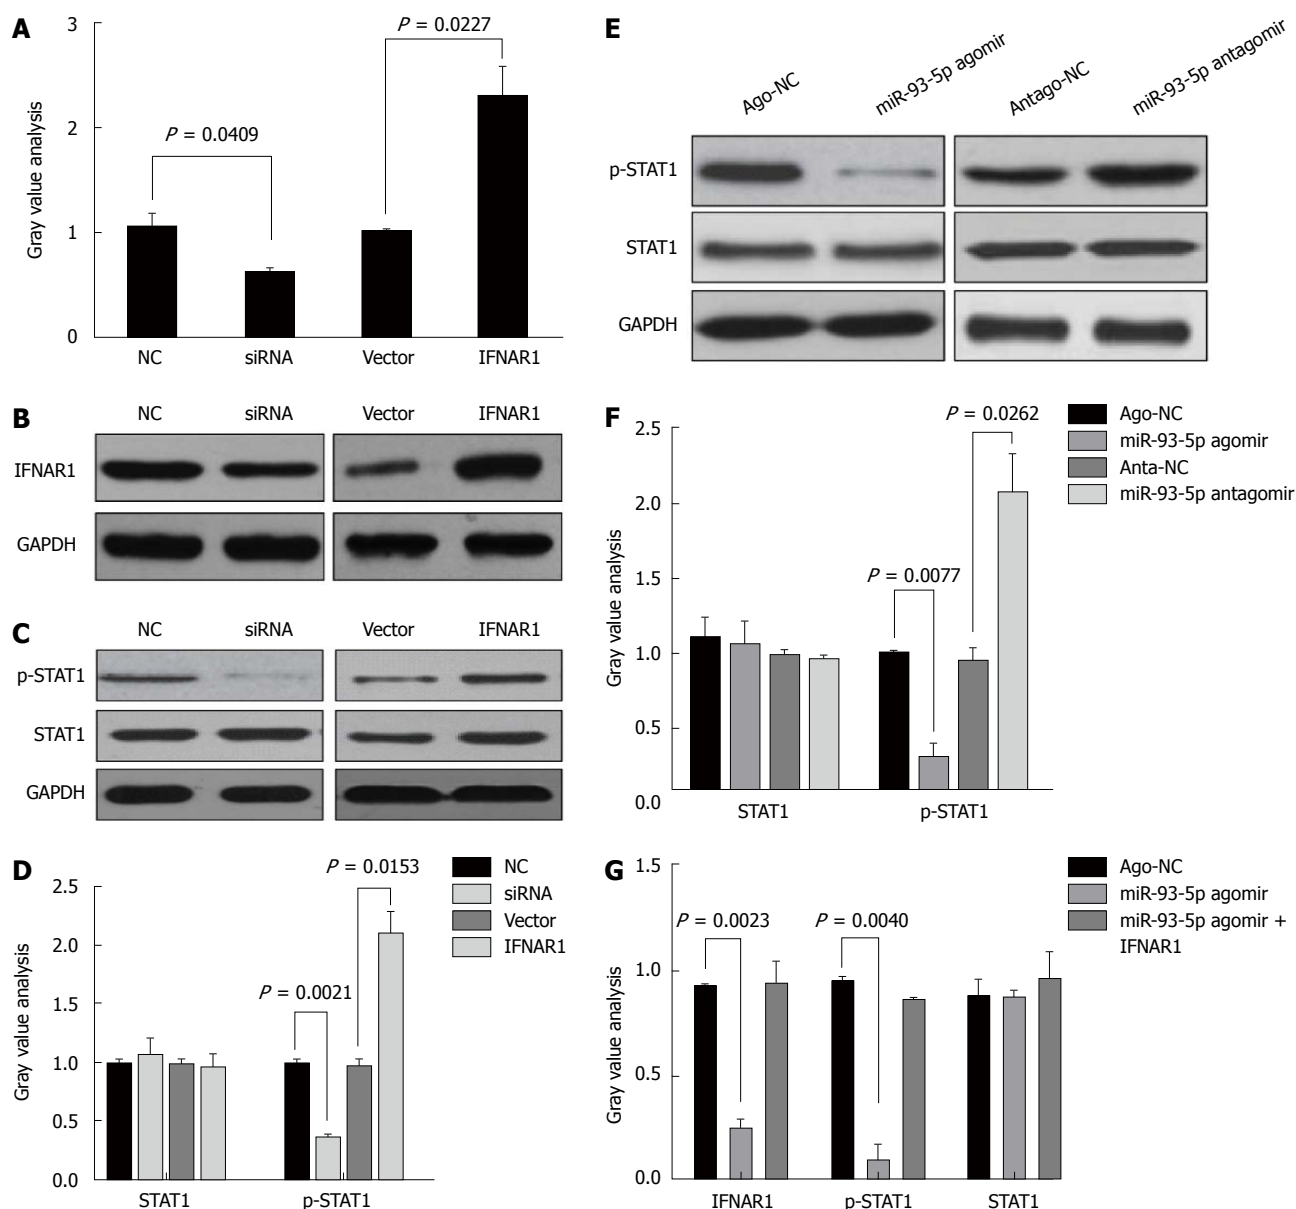 A
Gray value analysis
3
2
1
0
P = 0.0409
P = 0.0227
NC siRNA Vector IFNAR1
B
NC siRNA Vector IFNAR1
IFNAR1
GAPDH
C
NC siRNA Vector IFNAR1
p-STAT1
STAT1
GAPDH
D
Gray value analysis
2.5
2.0
1.5
1.0
0.5
0.0
P = 0.0021
P = 0.0153
NC
siRNA
Vector
IFNAR1
STAT1 p-STAT1
E
Ago-NC miR-93-5p agomir Antago-NC miR-93-5p antagomir
p-STAT1
STAT1
GAPDH
F
Gray value analysis
2.5
2.0
1.5
1.0
0.5
0.0
P = 0.0077
P = 0.0262
Ago-NC
miR-93-5p agomir
Anta-NC
miR-93-5p antagomir
STAT1 p-STAT1
G
Gray value analysis
1.5
1.0
0.5
0.0
P = 0.0023
P = 0.0040
Ago-NC
miR-93-5p agomir
miR-93-5p agomir +
IFNAR1
IFNAR1 p-STAT1 STAT1